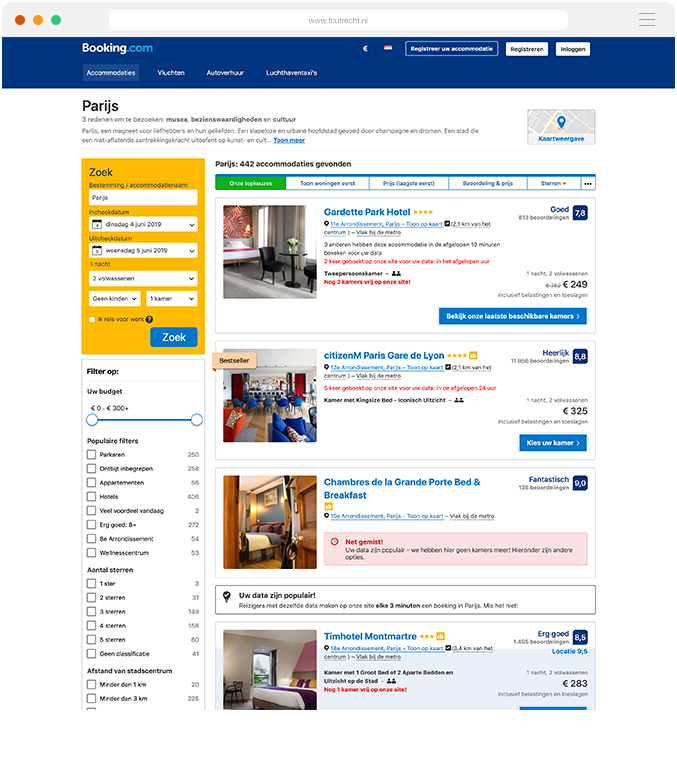 www.foutrecht.nl
Booking.com
€
Registreer uw accommodatie
Registreren
Inloggen
Accommodaties
Vluchten
Autoverhuur
Luchthaventaxi's
Parijs
3 redenen om te bezoeken: musea, bezienswaardigheden en cultuur
Parijs, een magneet voor liefhebbers en hun geliefden. Een slapeloze en urbane hoofdstad gevoed door champagne en dromen. Een stad die
een niet-aflatende aantrekkingskracht uitoefent op kunst- en cult... Toon meer
Kaartweergave
Zoek
Bestemming / accommodatienaam:
Parijs
Incheckdatum
dinsdag 4 juni 2019
Uitcheckdatum
woensdag 5 juni 2019
1 nacht
2 volwassenen
Geen kinderen
1 kamer
Ik reis voor werk
Zoek
Filter op:
Uw budget
€ 0 - € 300+
Populaire filters
Parkeren 250
Ontbijt inbegrepen 258
Appartementen 56
Hotels 406
Veel voordeel vandaag 2
Erg goed: 8+ 272
8e Arrondissement 54
Wellnesscentrum 53
Aantal sterren
1 ster 3
2 sterren 31
3 sterren 149
4 sterren 158
5 sterren 60
Geen classificatie 41
Afstand van stadscentrum
Minder dan 1 km 20
Minder dan 3 km 225
Parijs: 442 accommodaties gevonden
Onze topkeuzes
Toon woningen eerst
Prijs (laagste eerst)
Beoordeling & prijs
Sterren
Gardette Park Hotel
Goed 7,8
813 beoordelingen
11e Arrondissement, Parijs – Toon op kaart (2,1 km van het
centrum ) – Vlak bij de metro
3 anderen hebben deze accommodatie in de afgelopen 10 minuten
bekeken voor uw data
2 keer geboekt op onze site voor uw data: in het afgelopen uur
Tweepersoonskamer –
Nog 2 kamers vrij op onze site!
1 nacht, 2 volwassenen
€ 249
inclusief belastingen en toeslagen
Bekijk onze laatste beschikbare kamers
Bestseller
citizenM Paris Gare de Lyon
Heerlijk 8,8
11.956 beoordelingen
12e Arrondissement, Parijs – Toon op kaart (2,1 km van het
centrum ) – Vlak bij de metro
5 keer geboekt op onze site voor uw data: in de afgelopen 24 uur
Kamer met Kingsize Bed - Iconisch Uitzicht –
1 nacht, 2 volwassenen
€ 325
inclusief belastingen en toeslagen
Kies uw kamer
Chambres de la Grande Porte Bed &
Breakfast
Fantastisch 9,0
135 beoordelingen
10e Arrondissement, Parijs – Toon op kaart – Vlak bij de metro
Net gemist!
Uw data zijn populair - we hebben hier geen kamers meer! Hieronder zijn andere
opties.
Uw data zijn populair!
Reizigers met dezelfde data maken op onze site elke 3 minuten een boeking in Parijs. Mis het niet!
Timhotel Montmartre
Erg goed 8,5
1.495 beoordelingen
Locatie 9,5
18e Arrondissement, Parijs – Toon op kaart (3,4 km van het
centrum ) – Vlak bij de metro
Kamer met 1 Groot Bed of 2 Aparte Bedden en
Uitzicht op de Stad –
Nog 1 kamer vrij op onze site!
1 nacht, 2 volwassenen
€ 283
inclusief belastingen en toeslagen